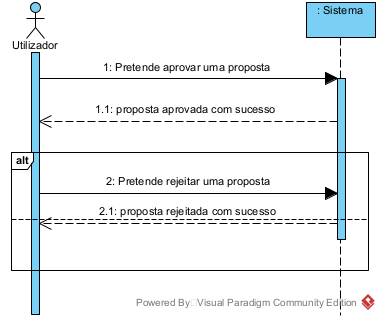 : Sistema
Utilizador
1: Pretende aprovar uma proposta
1.1: proposta aprovada com sucesso
alt
2: Pretende rejeitar uma proposta
2.1: proposta rejeitada com sucesso
Powered By Visual Paradigm Community Edition